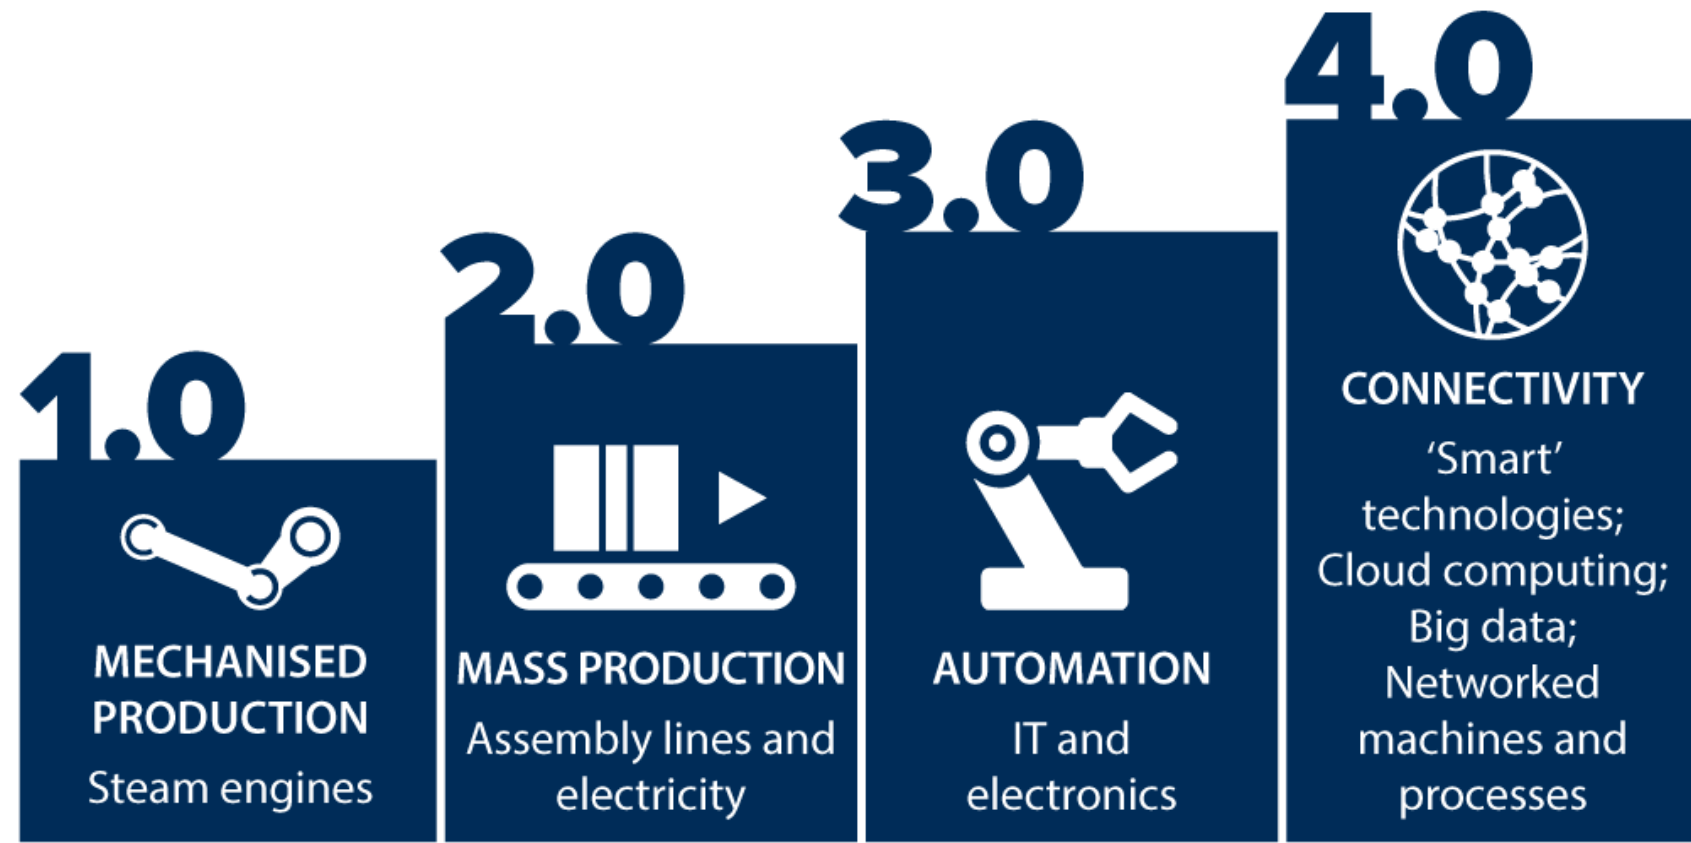 1.0
MECHANISED
PRODUCTION
Steam engines
2.0
MASS PRODUCTION
Assembly lines and
electricity
3.0
AUTOMATION
IT and
electronics
4.0
CONNECTIVITY
‘Smart’
technologies;
Cloud computing;
Big data;
Networked
machines and
processes